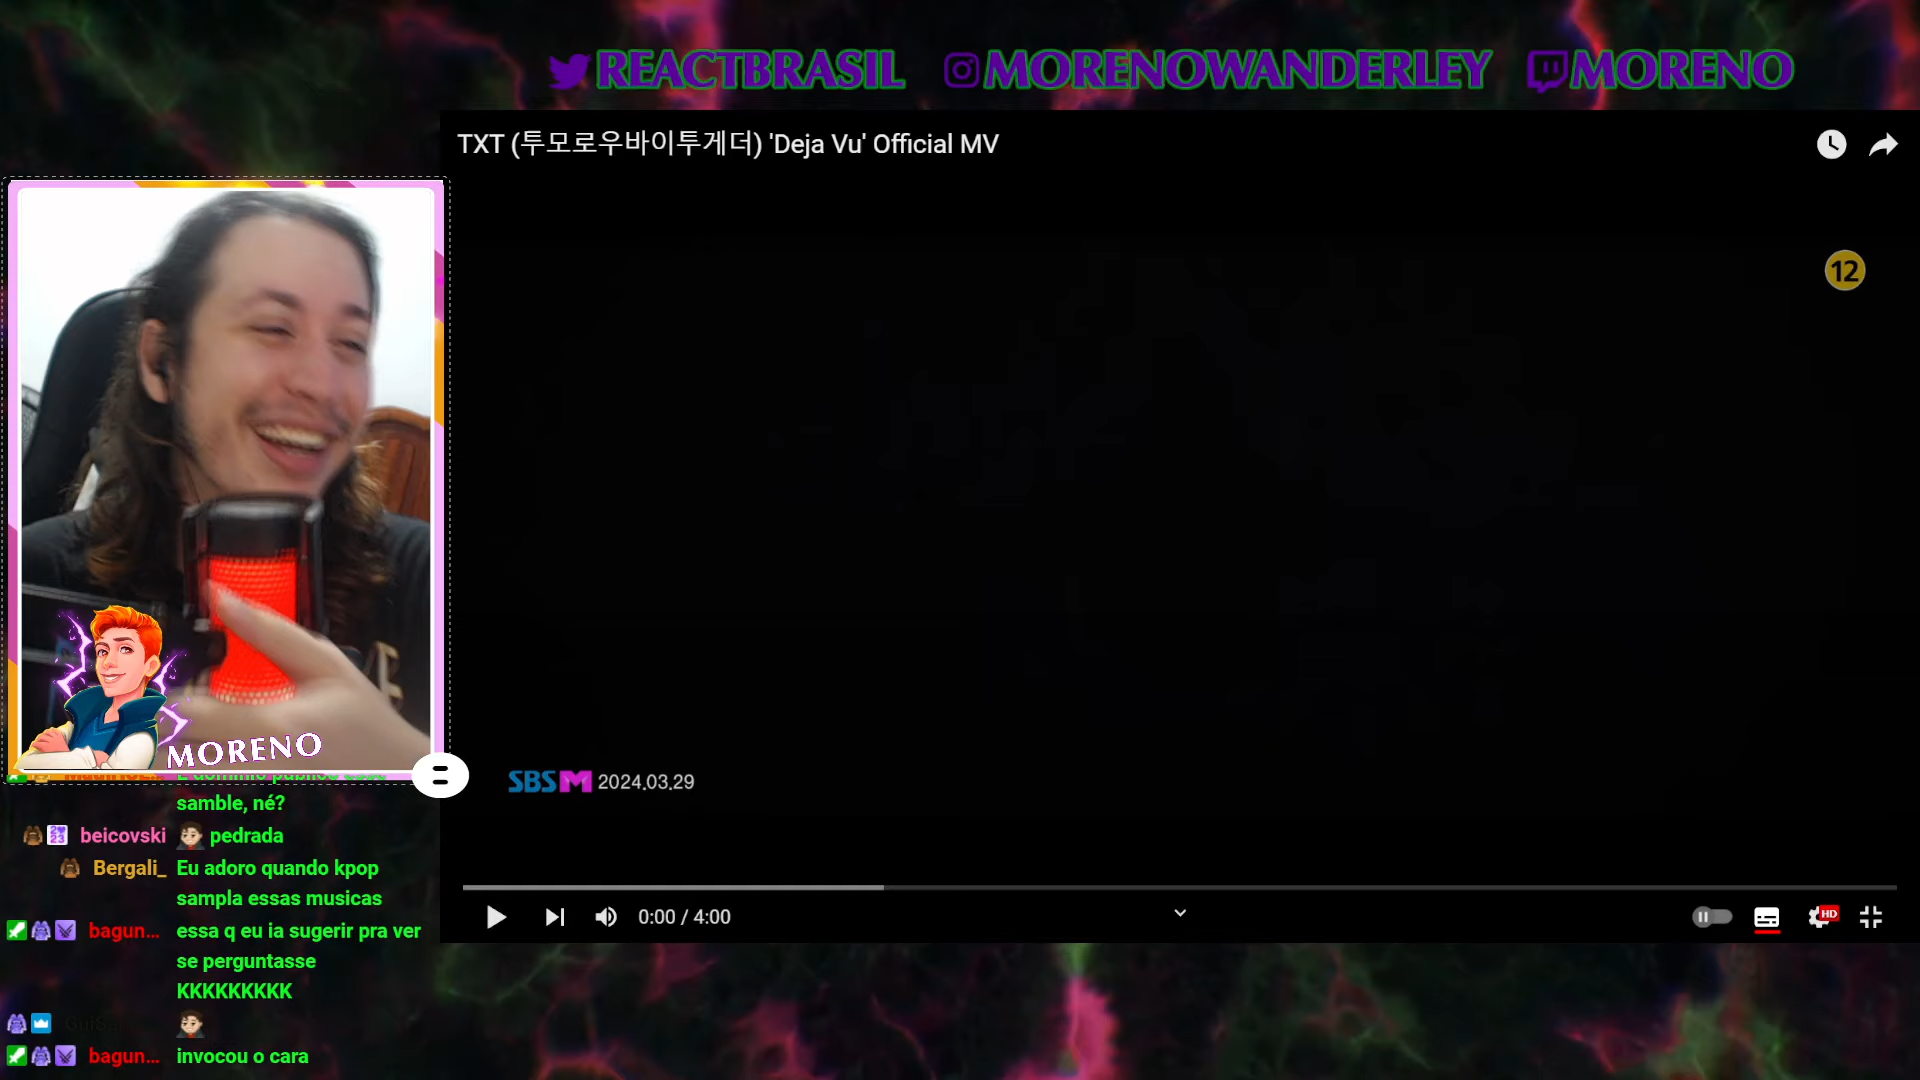 REACTBRASIL MORENOWANDERLEY MORENO
TXT (투모로우바이투게더) 'Deja Vu' Official MV
12
MORENO
SBS M 2024.03.29
samble, né?
beicovski pedrada
Bergali_ Eu adoro quando kpop
sampla essas musicas
bagun... essa q eu ia sugerir pra ver
se perguntasse
KKKKKKKKK
bagun... invocou o cara
0:00 / 4:00
HD